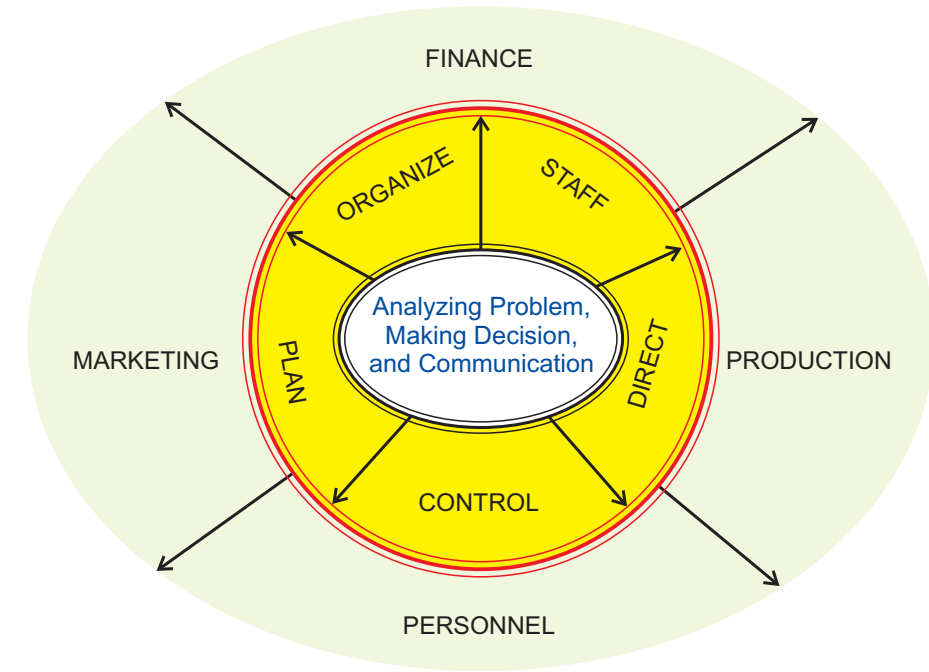 FINANCE
ORGANIZE
STAFF
Analyzing Problem,
Making Decision,
and Communication
MARKETING
PLAN
DIRECT
PRODUCTION
CONTROL
PERSONNEL